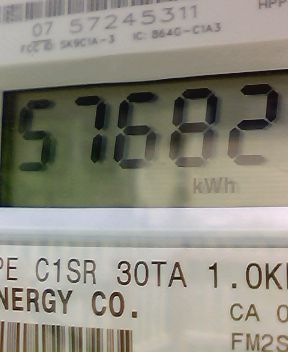 HPP
07 57245311
FCC ID: SK9C1A-3 IC: 864G-C1A3
57682
kWh
PE C1SR 30TA 1.0K
NERGY CO.
CA 0
FM2S